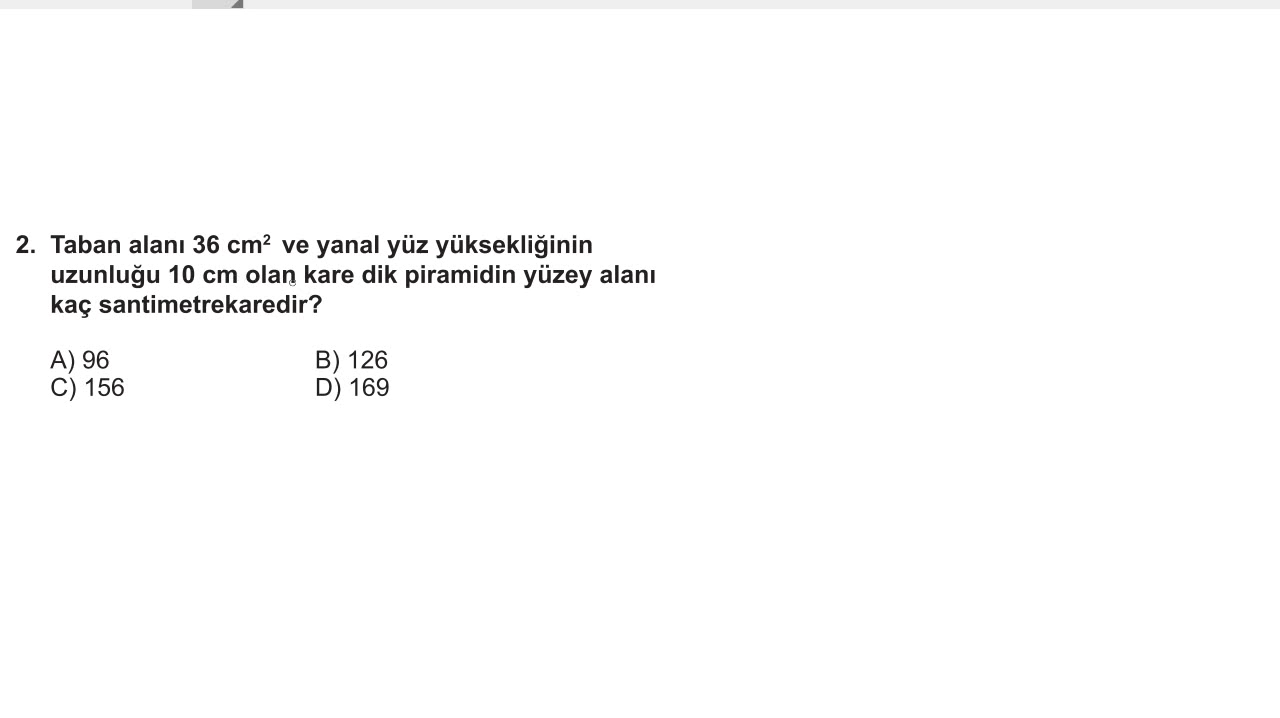 2. Taban alanı 36 cm² ve yanal yüz yüksekliğinin
uzunluğu 10 cm olan kare dik piramidin yüzey alanı
kaç santimetrekaredir?
A) 96 B) 126
C) 156 D) 169